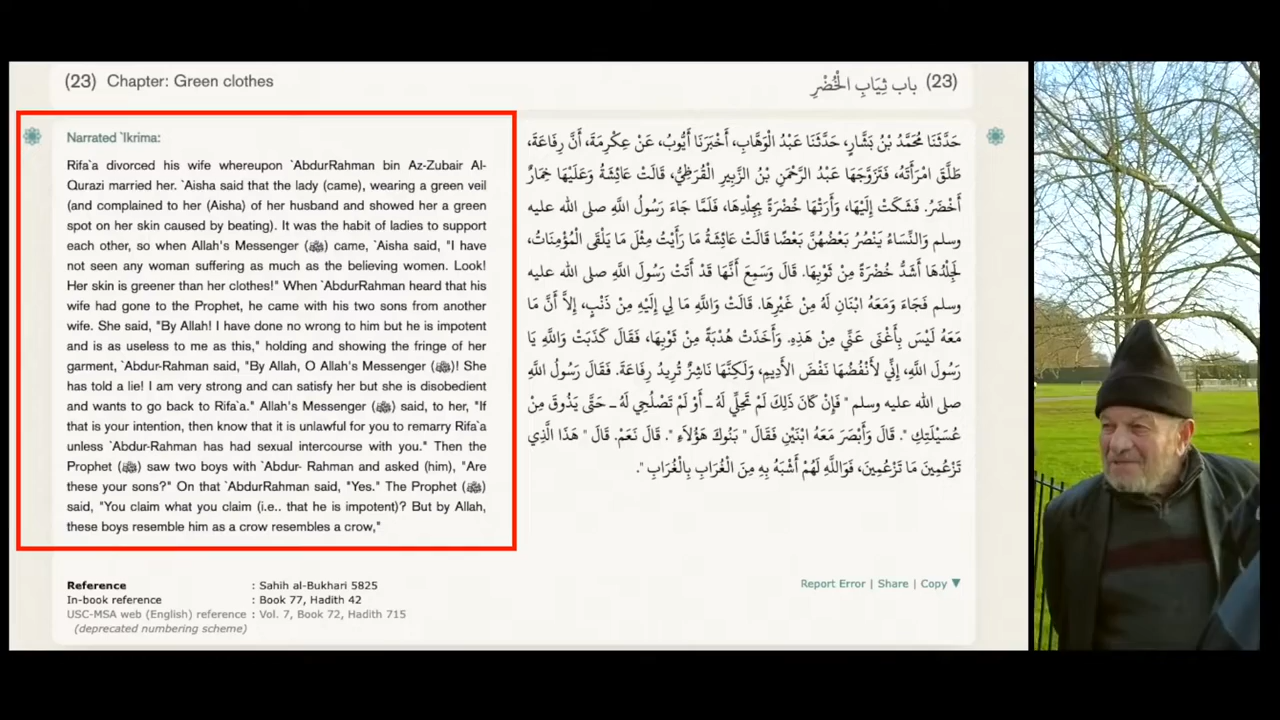 (23) Chapter: Green clothes
(23) باب ثِيَابِ الْخُضْرِ
Narrated `Ikrima:
Rifa`a divorced his wife whereupon `AbdurRahman bin Az-Zubair Al-
Qurazi married her. `Aisha said that the lady (came), wearing a green veil
(and complained to her (Aisha) of her husband and showed her a green
spot on her skin caused by beating). It was the habit of ladies to support
each other, so when Allah's Messenger (ﷺ) came, `Aisha said, "I have
not seen any woman suffering as much as the believing women. Look!
Her skin is greener than her clothes!" When `AbdurRahman heard that his
wife had gone to the Prophet, he came with his two sons from another
wife. She said, "By Allah! I have done no wrong to him but he is impotent
and is as useless to me as this," holding and showing the fringe of her
garment, `Abdur-Rahman said, "By Allah, O Allah's Messenger (ﷺ)! She
has told a lie! I am very strong and can satisfy her but she is disobedient
and wants to go back to Rifa`a." Allah's Messenger (ﷺ) said, to her, "If
that is your intention, then know that it is unlawful for you to remarry Rifa`a
unless `Abdur-Rahman has had sexual intercourse with you." Then the
Prophet (ﷺ) saw two boys with `Abdur- Rahman and asked (him), "Are
these your sons?" On that `AbdurRahman said, "Yes." The Prophet (ﷺ)
said, "You claim what you claim (i.e.. that he is impotent)? But by Allah,
these boys resemble him as a crow resembles a crow,"
حَدَّثَنَا مُحَمَّدُ بْنُ بَشَّارٍ، حَدَّثَنَا عَبْدُ الْوَهَّابِ، أَخْبَرَنَا أَيُّوبُ، عَنْ عِكْرِمَةَ، أَنَّ رِفَاعَةَ،
طَلَّقَ امْرَأَتَهُ، فَتَزَوَّجَهَا عَبْدُ الرَّحْمَنِ بْنُ الزَّبِيرِ الْقُرَظِيُّ، قَالَتْ عَائِشَةُ وَعَلَيْهَا خِمَارٌ
أَخْضَرُ. فَشَكَتْ إِلَيْهَا، وَأَرَتْهَا خُضْرَةً بِجِلْدِهَا، فَلَمَّا جَاءَ رَسُولُ اللَّهِ صلى الله عليه
وسلم وَالنِّسَاءُ يَنْصُرُ بَعْضُهُنَّ بَعْضًا قَالَتْ عَائِشَةُ مَا رَأَيْتُ مِثْلَ مَا يَلْقَى الْمُؤْمِنَاتُ،
لَجِلْدُهَا أَشَدُّ خُضْرَةً مِنْ ثَوْبِهَا. قَالَ وَسَمِعَ أَنَّهَا قَدْ أَتَتْ رَسُولَ اللَّهِ صلى الله عليه
وسلم فَجَاءَ وَمَعَهُ ابْنَانِ لَهُ مِنْ غَيْرِهَا. قَالَتْ وَاللَّهِ مَا لِي إِلَيْهِ مِنْ ذَنْبٍ، إِلاَّ أَنَّ مَا
مَعَهُ لَيْسَ بِأَغْنَى عَنِّي مِنْ هَذِهِ. وَأَخَذَتْ هُدْبَةً مِنْ ثَوْبِهَا، فَقَالَ كَذَبَتْ وَاللَّهِ يَا
رَسُولَ اللَّهِ، إِنِّي لأَنْفُضُهَا نَفْضَ الأَدِيمِ، وَلَكِنَّهَا نَاشِزٌ تُرِيدُ رِفَاعَةَ. فَقَالَ رَسُولُ اللَّهِ
صلى الله عليه وسلم " فَإِنْ كَانَ ذَلِكَ لَمْ تَحِلِّي لَهُ ـ أَوْ لَمْ تَصْلُحِي لَهُ ـ حَتَّى يَذُوقَ مِنْ
عُسَيْلَتِكِ ". قَالَ وَأَبْصَرَ مَعَهُ ابْنَيْنِ فَقَالَ " بَنُوكَ هَؤُلاَءِ ". قَالَ نَعَمْ. قَالَ " هَذَا الَّذِي
تَزْعُمِينَ مَا تَزْعُمِينَ، فَوَاللَّهِ لَهُمْ أَشْبَهُ بِهِ مِنَ الْغُرَابِ بِالْغُرَابِ ".
Reference : Sahih al-Bukhari 5825
In-book reference : Book 77, Hadith 42
USC-MSA web (English) reference : Vol. 7, Book 72, Hadith 715
(deprecated numbering scheme)
Report Error | Share | Copy ▼